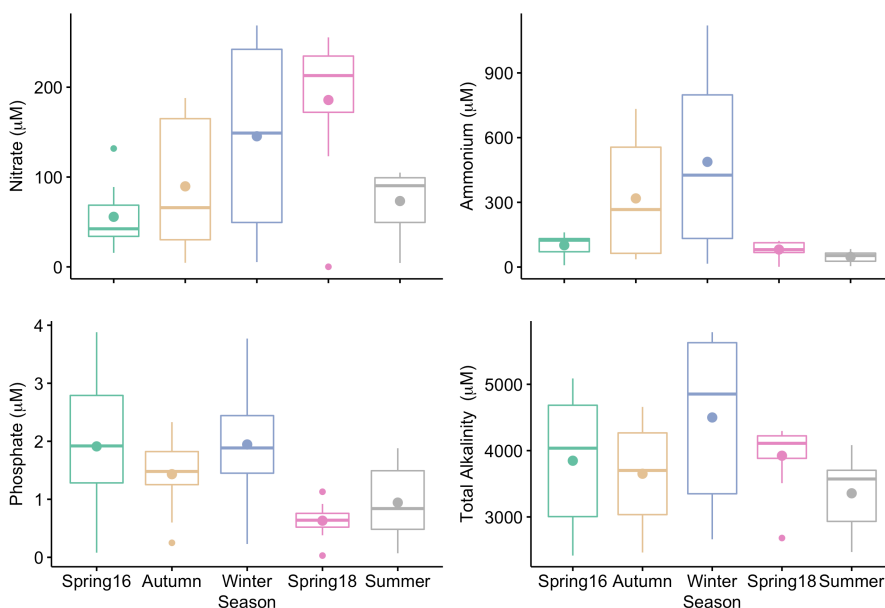 Nitrate (μM)
200
100
0
Ammonium (μM)
900
600
300
0
Phosphate (μM)
4
3
2
1
0
Spring16 Autumn Winter Spring18 Summer
Season
Total Alkalinity (μM)
5000
4000
3000
Spring16 Autumn Winter Spring18 Summer
Season